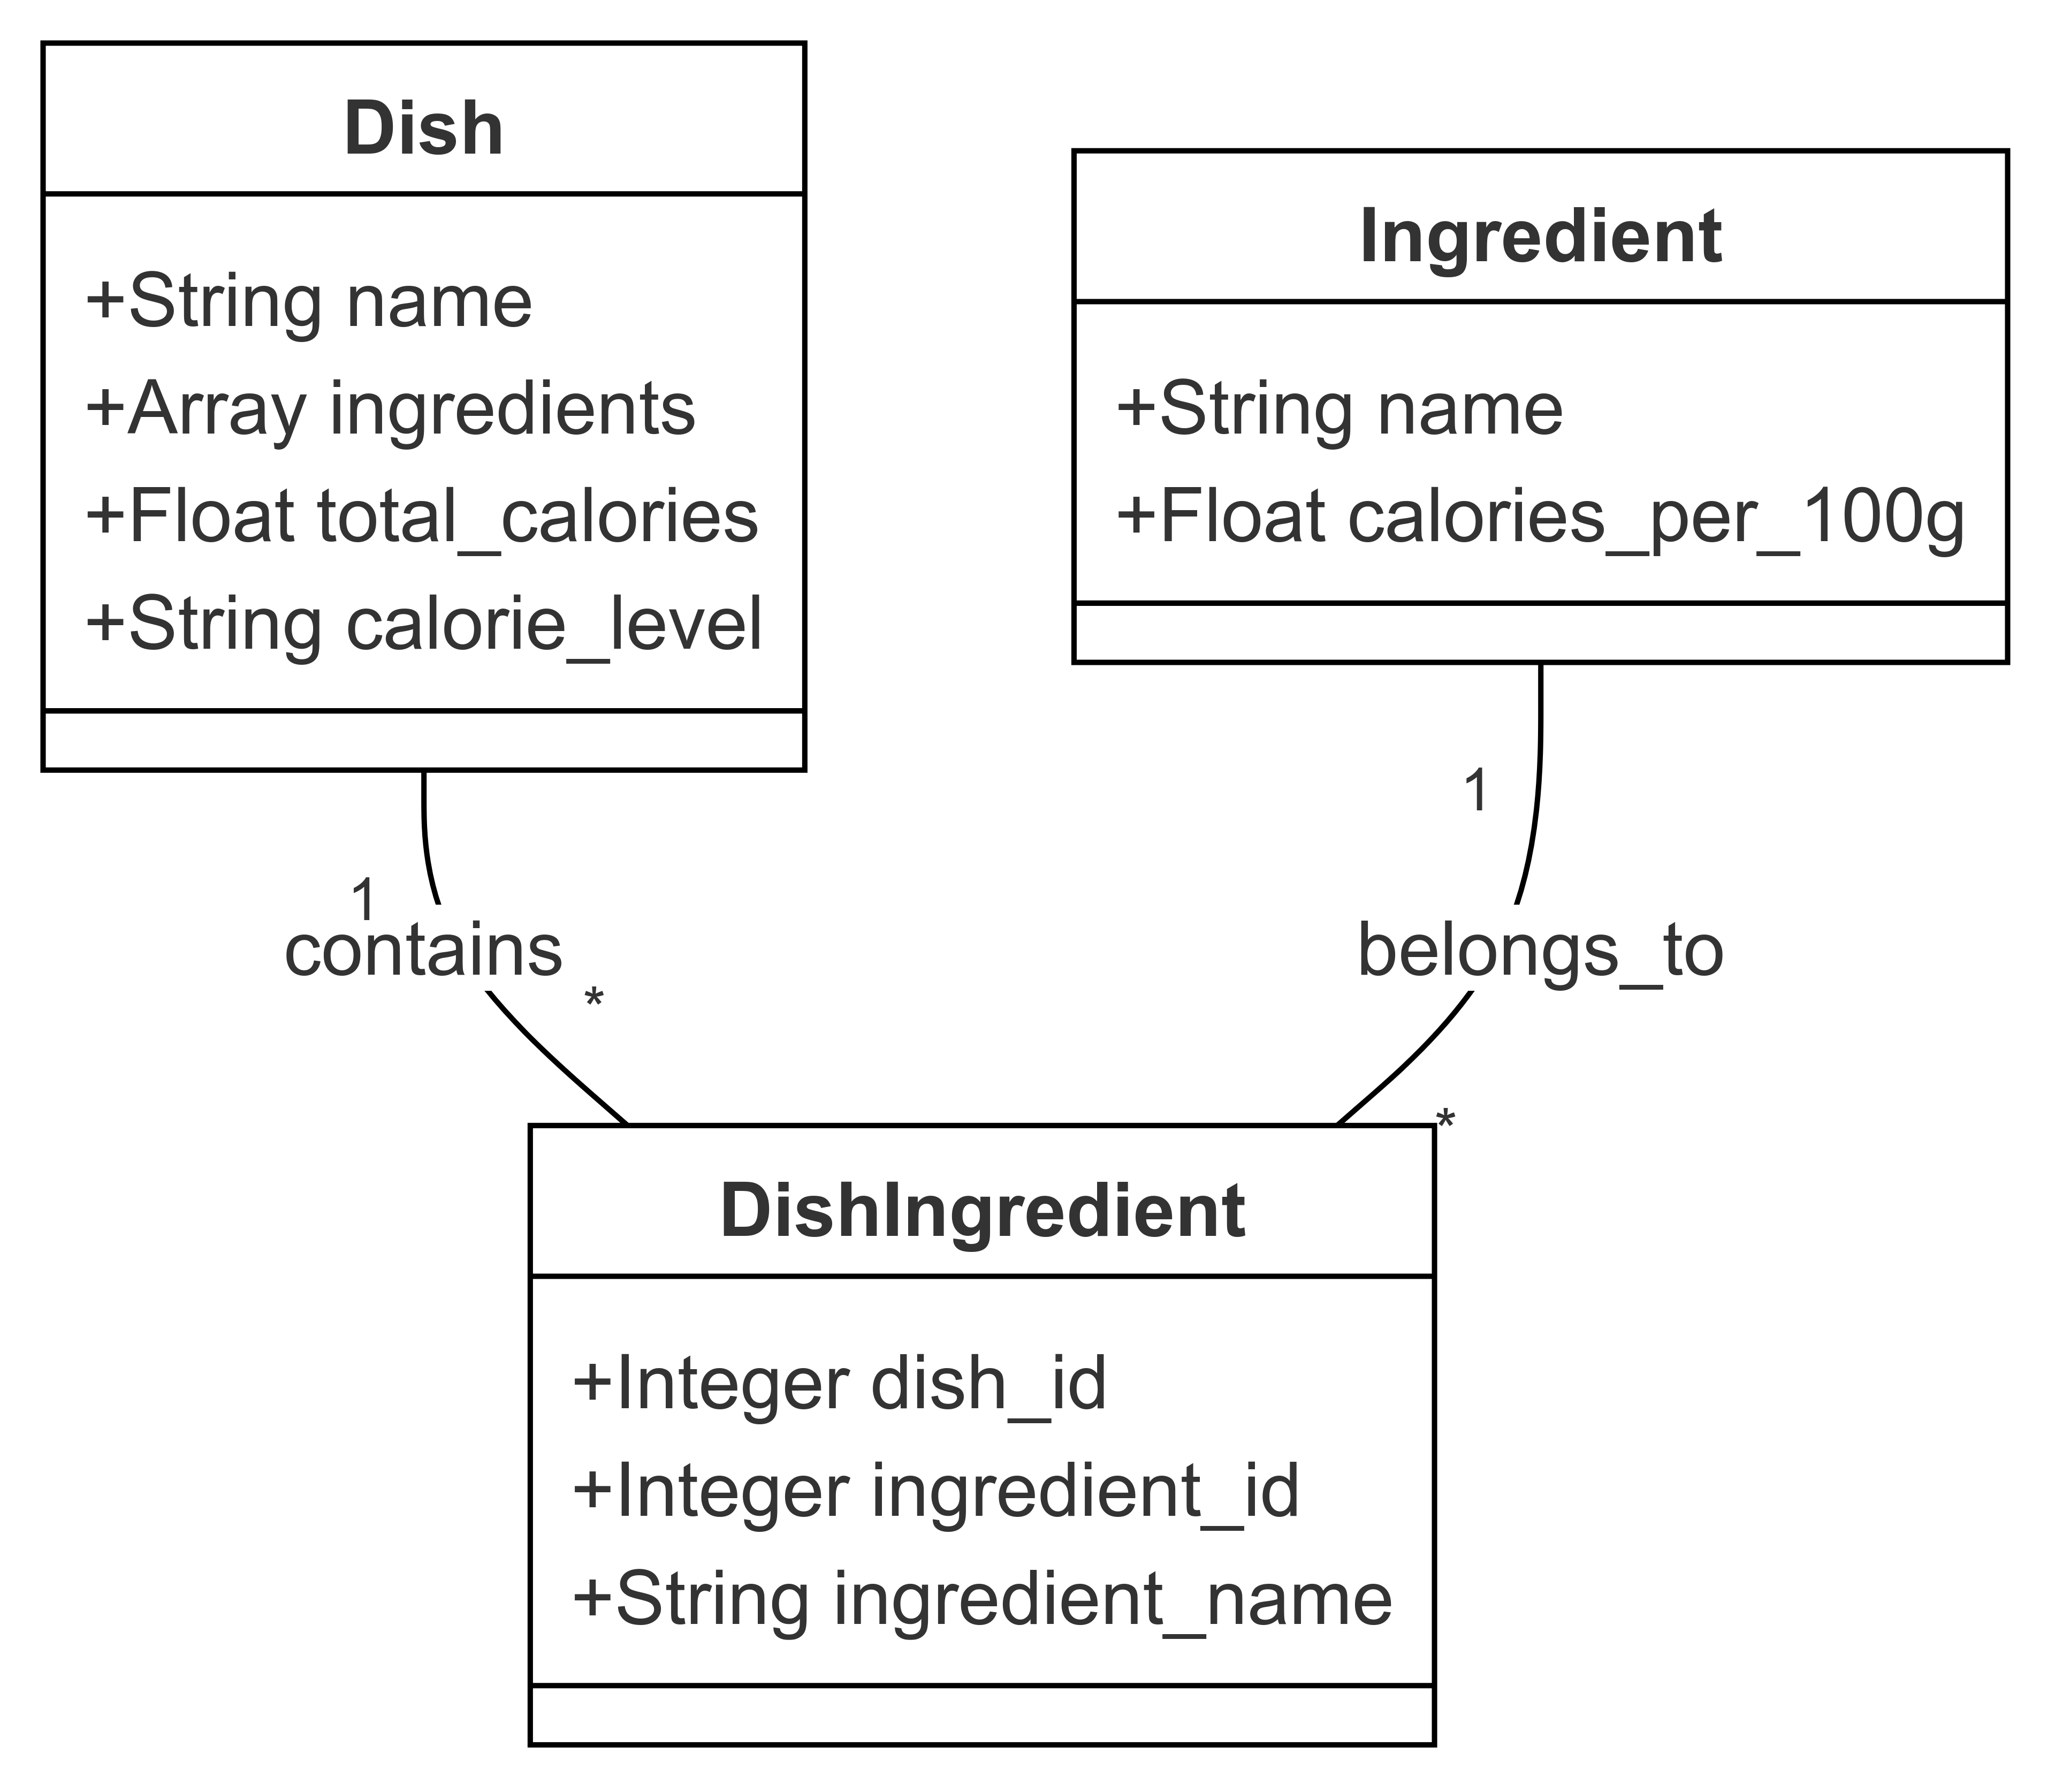 Dish
+String name
+Array ingredients
+Float total_calories
+String calorie_level
Ingredient
+String name
+Float calories_per_100g
1
contains
*
1
belongs_to
*
DishIngredient
+Integer dish_id
+Integer ingredient_id
+String ingredient_name